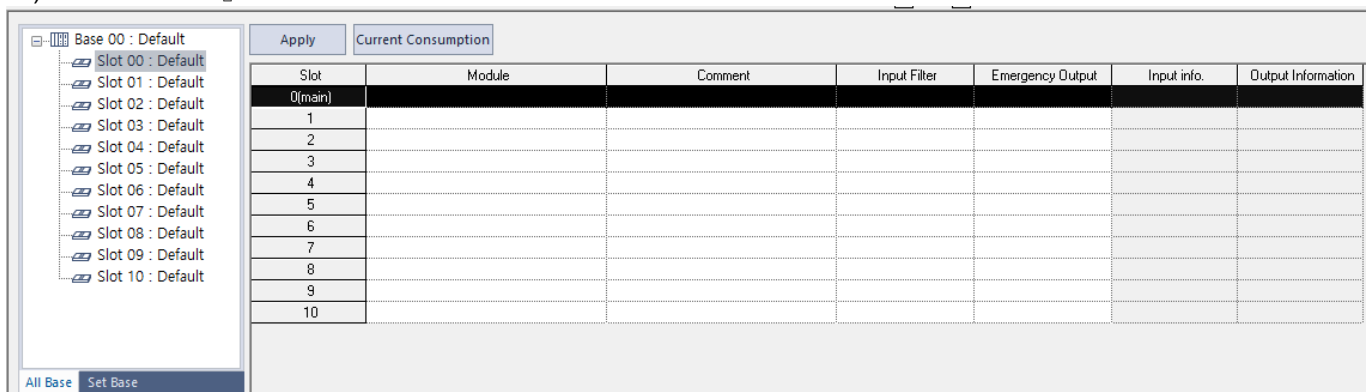 )
Base 00 : Default
Slot 00 : Default
Slot 01 : Default
Slot 02 : Default
Slot 03 : Default
Slot 04 : Default
Slot 05 : Default
Slot 06 : Default
Slot 07 : Default
Slot 08 : Default
Slot 09 : Default
Slot 10 : Default
All Base Set Base
Apply Current Consumption
Slot Module Comment Input Filter Emergency Output Input info. Output Information
0(main)
1
2
3
4
5
6
7
8
9
10